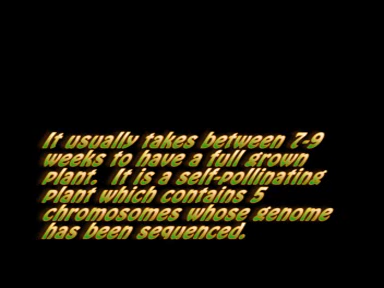 It usually takes between 7-9
weeks to have a full grown
plant. It is a self-pollinating
plant which contains 5
chromosomes whose genome
has been sequenced.